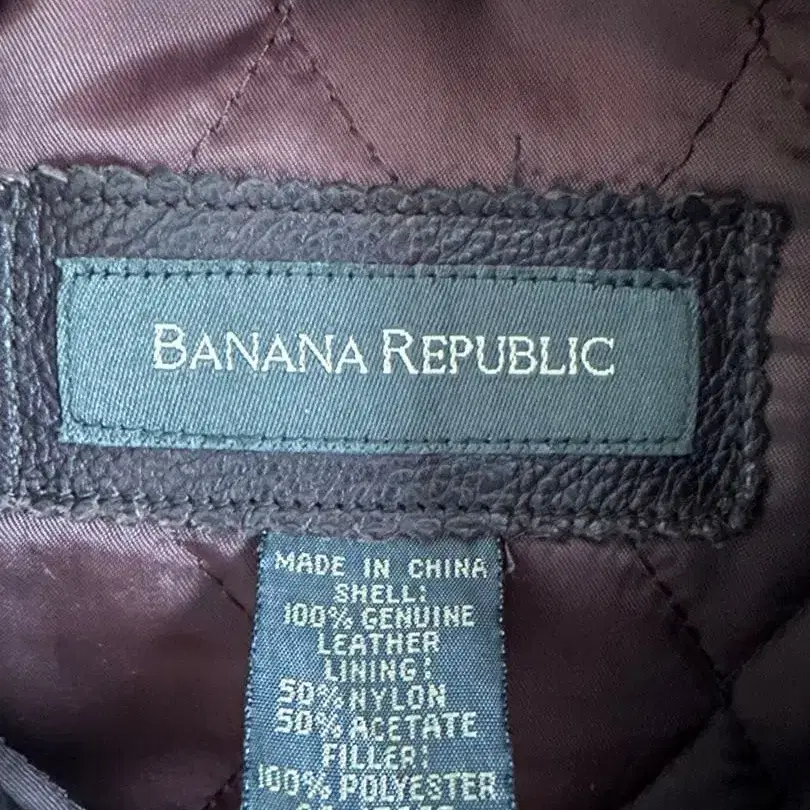 BANANA REPUBLIC
MADE IN CHINA
SHELL:
100% GENUINE
LEATHER
LINING:
50% NYLON
50% ACETATE
FILLER:
100% POLYESTER